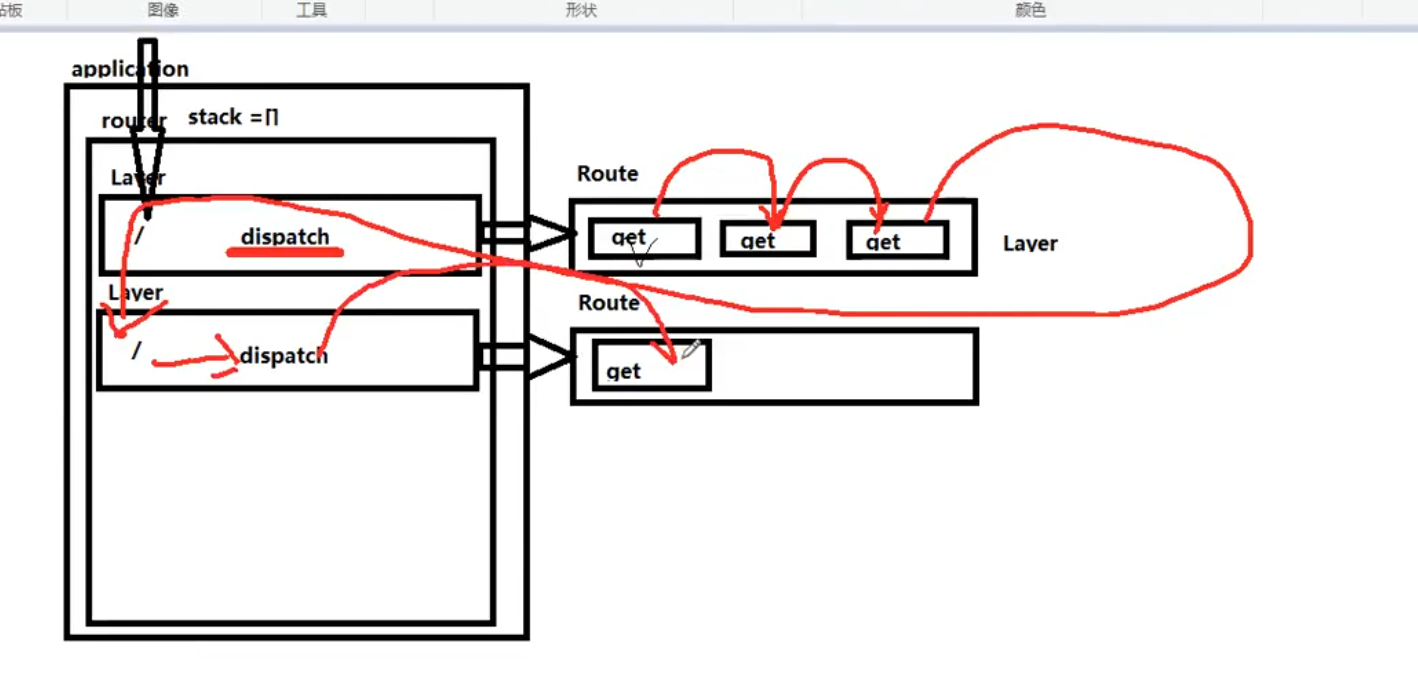 贴板 图像 工具 形状 颜色
application
router stack =[]
Layer
/ dispatch
Layer
/ dispatch
Route
get get get
Layer
Route
get